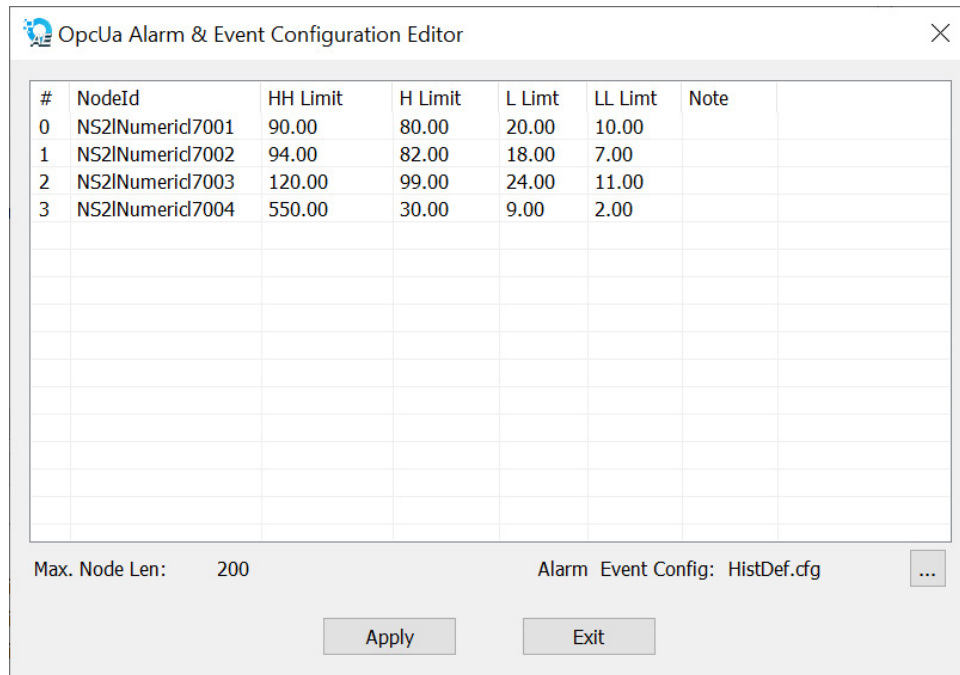 OpcUa Alarm & Event Configuration Editor
# NodeId HH Limit H Limit L Limt LL Limt Note
0 NS2lNumericl7001 90.00 80.00 20.00 10.00
1 NS2lNumericl7002 94.00 82.00 18.00 7.00
2 NS2lNumericl7003 120.00 99.00 24.00 11.00
3 NS2lNumericl7004 550.00 30.00 9.00 2.00
Max. Node Len: 200 Alarm Event Config: HistDef.cfg ...
Apply Exit